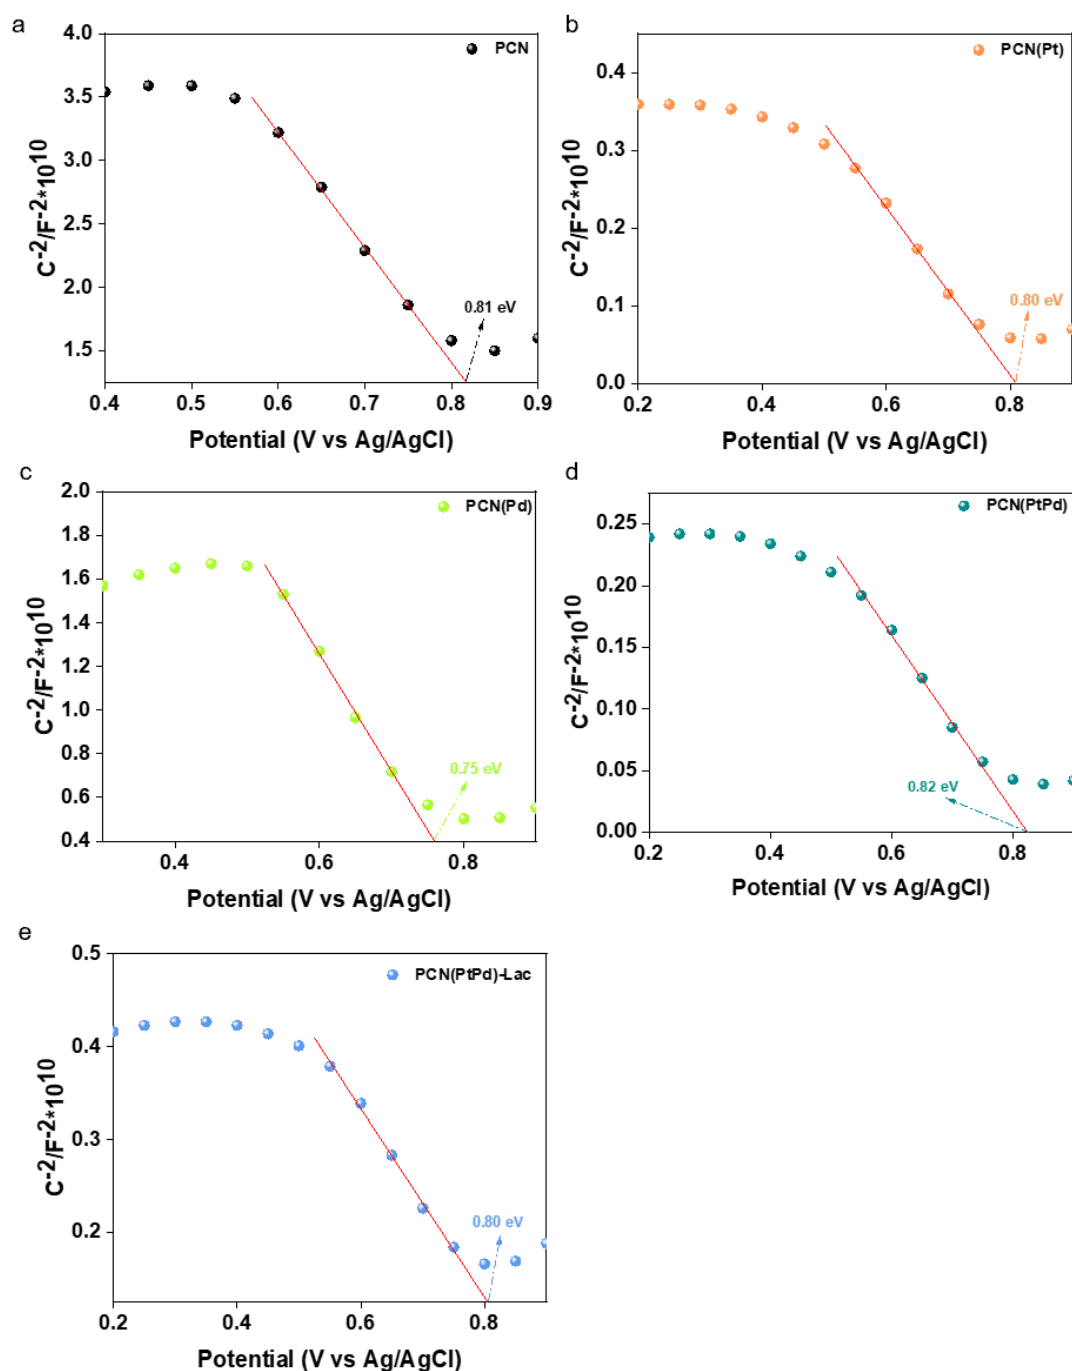 a
PCN
4.0
3.5
3.0
2.5
2.0
1.5
C⁻²/F⁻²*10¹⁰
0.81 eV
0.4 0.5 0.6 0.7 0.8 0.9
Potential (V vs Ag/AgCl)
b
PCN(Pt)
0.4
0.3
0.2
0.1
0.0
C⁻²/F⁻²*10¹⁰
0.80 eV
0.2 0.4 0.6 0.8
Potential (V vs Ag/AgCl)
c
PCN(Pd)
2.0
1.8
1.6
1.4
1.2
1.0
0.8
0.6
0.4
C⁻²/F⁻²*10¹⁰
0.75 eV
0.4 0.6 0.8
Potential (V vs Ag/AgCl)
d
PCN(PtPd)
0.25
0.20
0.15
0.10
0.05
0.00
C⁻²/F⁻²*10¹⁰
0.82 eV
0.2 0.4 0.6 0.8
Potential (V vs Ag/AgCl)
e
PCN(PtPd)-Lac
0.5
0.4
0.3
0.2
C⁻²/F⁻²*10¹⁰
0.80 eV
0.2 0.4 0.6 0.8
Potential (V vs Ag/AgCl)